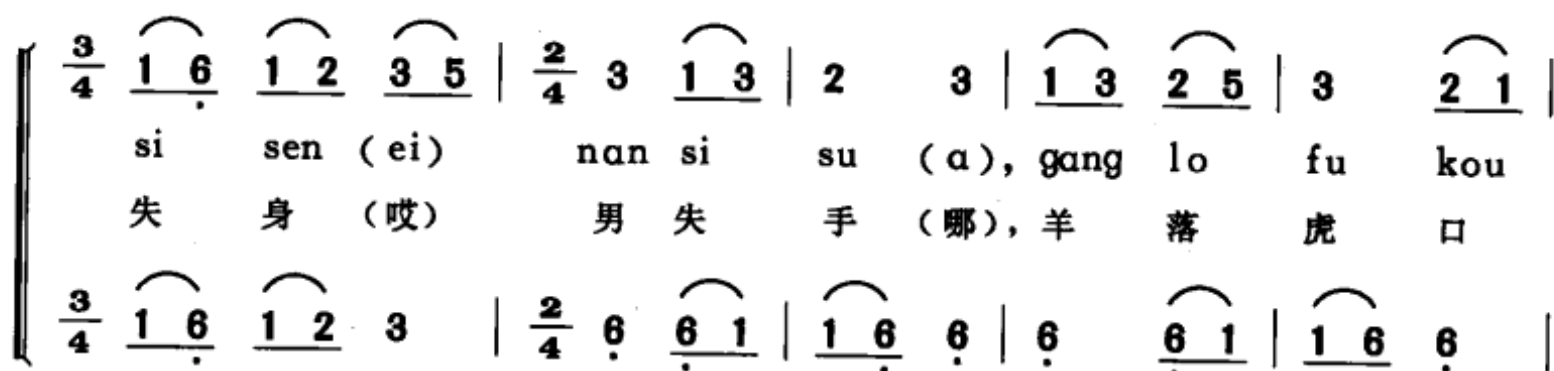 3/4 1 6̣ 1 2 3 5 | 2/4 3 1 3 | 2 3 | 1 3 2 5 | 3 2 1 |
si sen (ei) nan si su (a), gang lo fu kou
失 身 (哎) 男 失 手 (哪), 羊 落 虎 口
3/4 1 6̣ 1 2 3 | 2/4 6̣ 6̣ 1 | 1 6̣ 6̣ | 6̣ 6̣ 1 | 1 6̣ 6̣ |